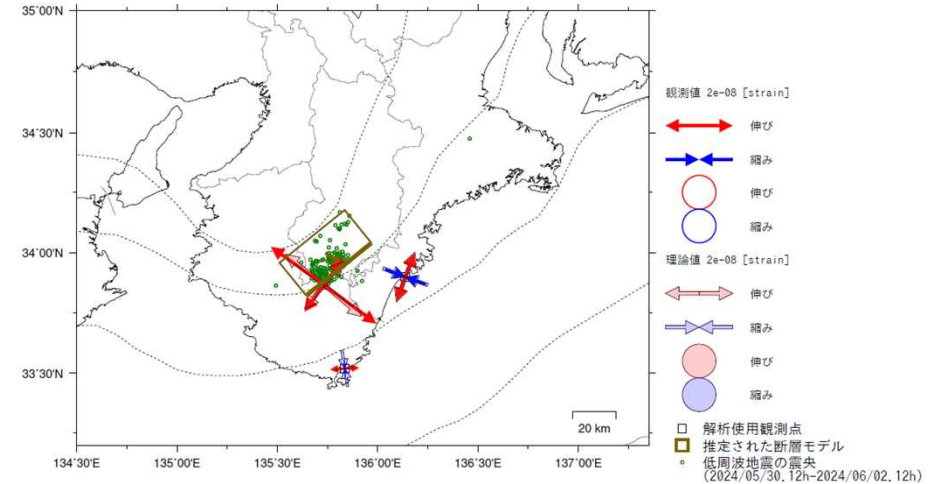 35°00'N
34°30'N
34°00'N
33°30'N
134°30'E
135°00'E
135°30'E
136°00'E
136°30'E
137°00'E
20 km
観測値 2e-08 [strain]
伸び
縮み
伸び
縮み
理論値 2e-08 [strain]
伸び
縮み
伸び
縮み
解析使用観測点
推定された断層モデル
低周波地震の震央
(2024/05/30.12h-2024/06/02.12h)